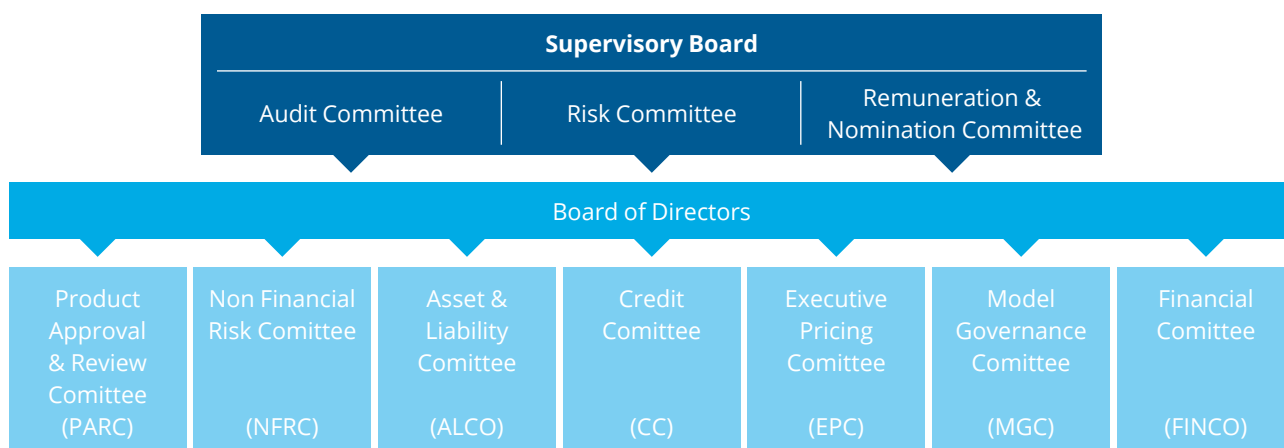 Supervisory Board
Audit Committee
Risk Committee
Remuneration &
Nomination Committee
Board of Directors
Product
Approval
& Review
Comittee
(PARC)
Non Financial
Risk Comittee
(NFRC)
Asset &
Liability
Comittee
(ALCO)
Credit
Comittee
(CC)
Executive
Pricing
Comittee
(EPC)
Model
Governance
Comittee
(MGC)
Financial
Comittee
(FINCO)